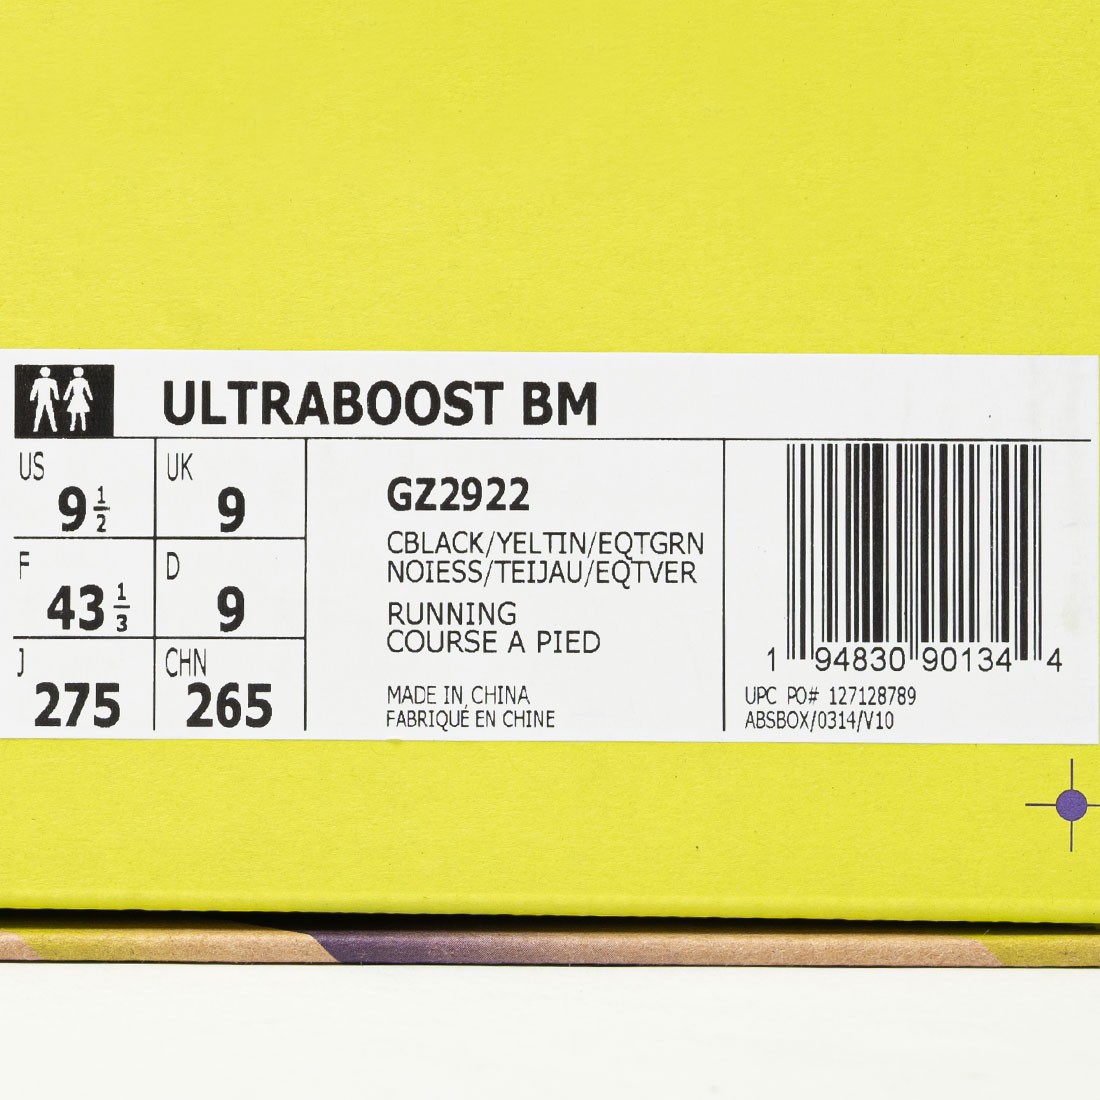 ULTRABOOST BM
US
9 1/2
UK
9
F
43 1/3
D
9
J
275
CHN
265
GZ2922
CBLACK/YELTIN/EQTGRN
NOIESS/TEIJAU/EQTVER
RUNNING
COURSE A PIED
MADE IN CHINA
FABRIQUÉ EN CHINE
1 94830 90134 4
UPC PO# 127128789
ABSBOX/0314/V10